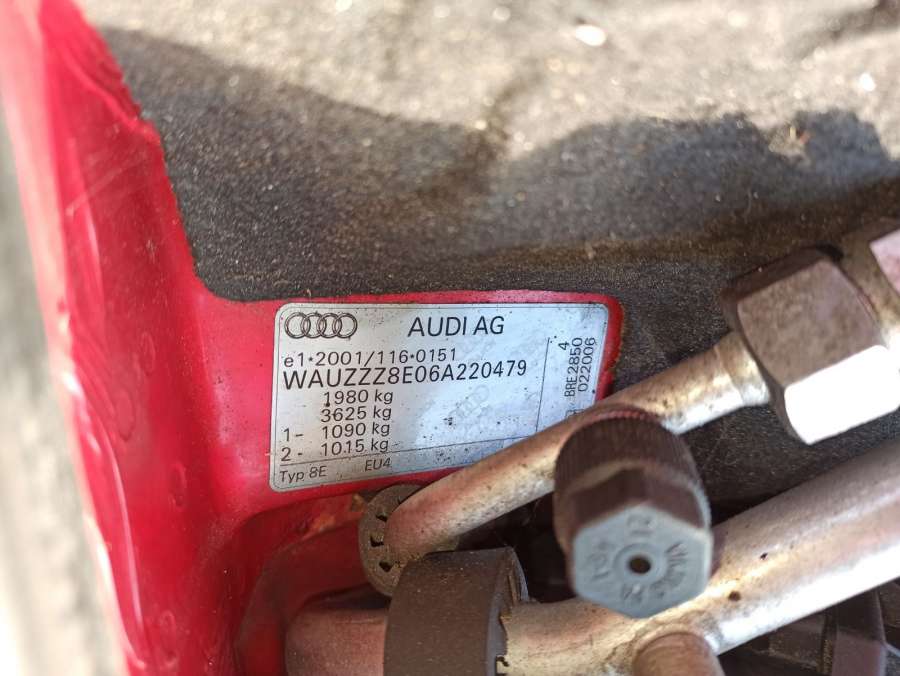 AUDI AG
e1*2001/116*0151
WAUZZZ8E06A220479
1980 kg
3625 kg
1- 1090 kg
2- 1015 kg
Typ 8E EU4
4
BRE2850
022006